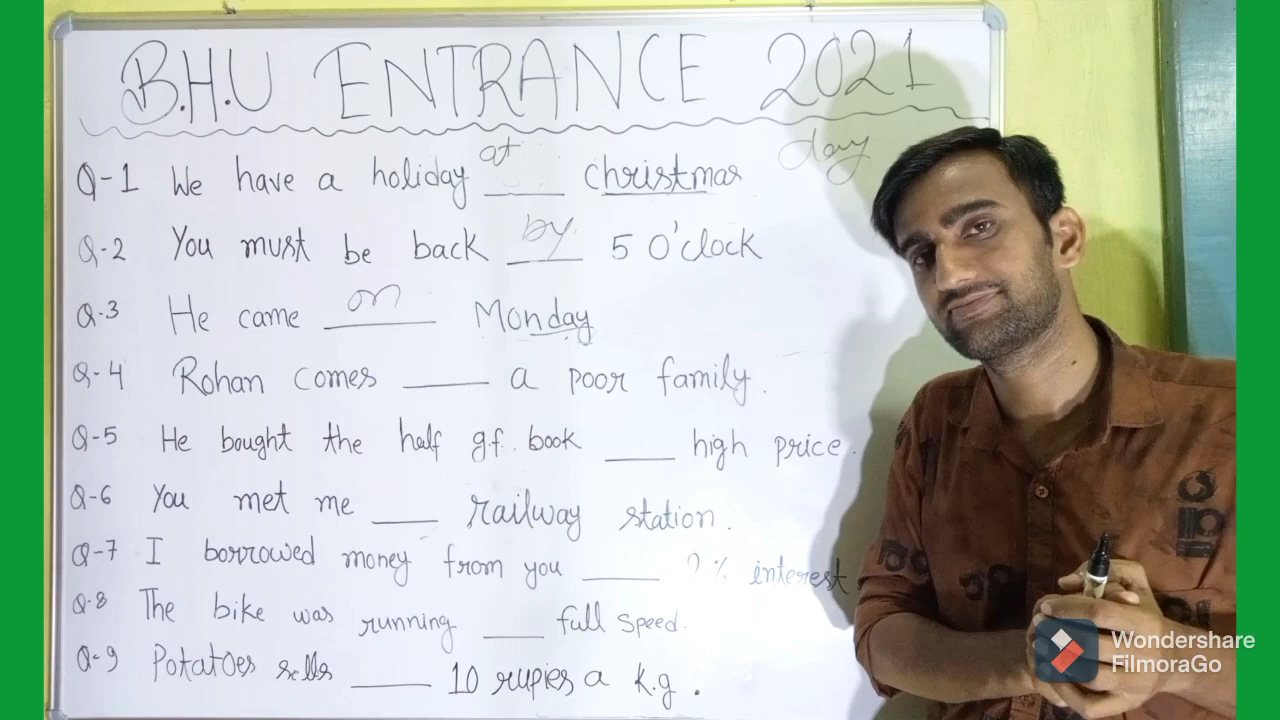 B.H.U ENTRANCE 2021
day
at
Q-1 We have a holiday ___ christmas
by
Q-2 You must be back ___ 5 O'clock
on
Q.3 He came ___ Monday
Q-4 Rohan comes ___ a poor family.
Q-5 He bought the half g.f. book ___ high price.
Q-6 You met me ___ railway station.
Q-7 I borrowed money from you ___ ? % interest
Q-8 The bike was running ___ full speed.
Q-9 Potatoes sells ___ 10 rupies a k.g.
Wondershare
FilmoraGo